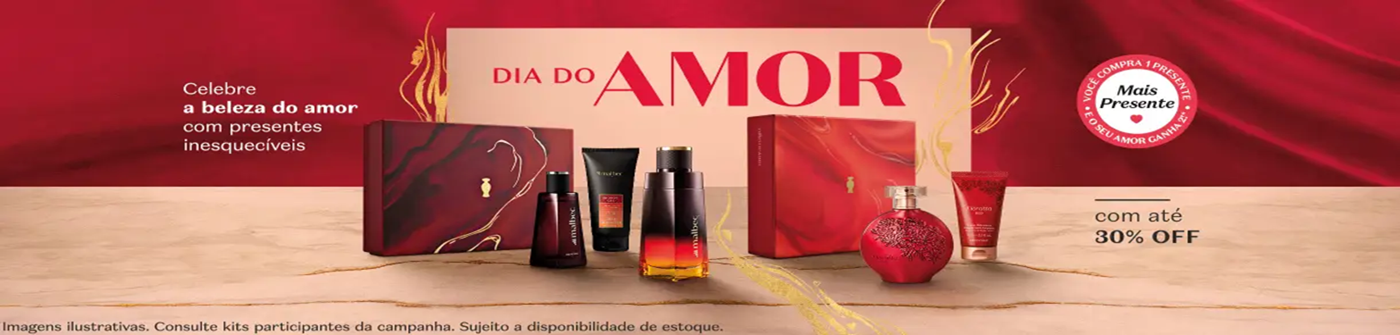 Celebre
a beleza do amor
com presentes
inesquecíveis
DIA DO AMOR
malbec
malbec
VOCÊ COMPRA 1 PRESENTE
Mais
Presente
E O SEU AMOR GANHA 2*
com até
30% OFF
Imagens ilustrativas. Consulte kits participantes da campanha. Sujeito a disponibilidade de estoque.